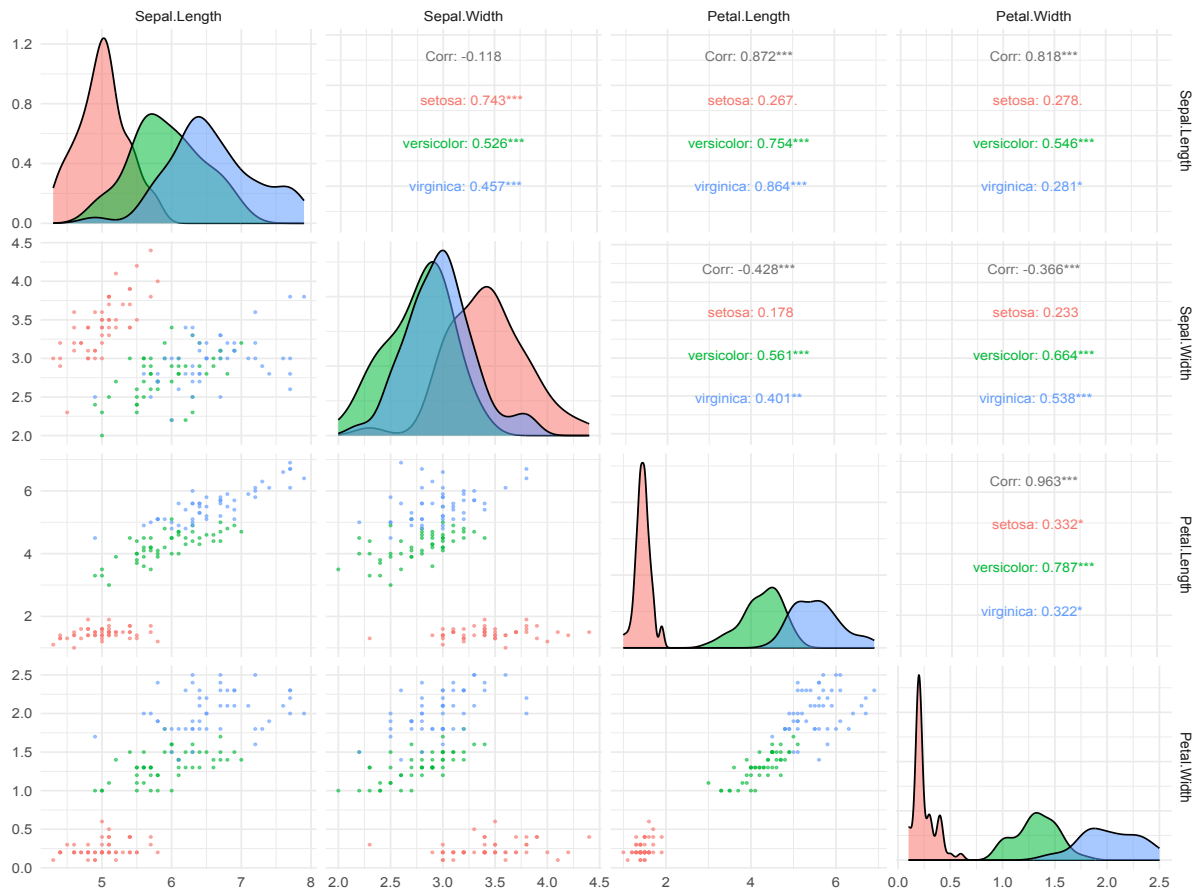 Sepal.Length
Sepal.Width
Petal.Length
Petal.Width
1.2
0.8
0.4
0.0
Corr: -0.118
setosa: 0.743***
versicolor: 0.526***
virginica: 0.457***
Corr: 0.872***
setosa: 0.267.
versicolor: 0.754***
virginica: 0.864***
Corr: 0.818***
setosa: 0.278.
versicolor: 0.546***
virginica: 0.281*
Sepal.Length
4.5
4.0
3.5
3.0
2.5
2.0
Corr: -0.428***
setosa: 0.178
versicolor: 0.561***
virginica: 0.401**
Corr: -0.366***
setosa: 0.233
versicolor: 0.664***
virginica: 0.538***
Sepal.Width
6
4
2
Corr: 0.963***
setosa: 0.332*
versicolor: 0.787***
virginica: 0.322*
Petal.Length
2.5
2.0
1.5
1.0
0.5
0.0
Petal.Width
5 6 7 8
2.0 2.5 3.0 3.5 4.0 4.5
2 4 6
0.0 0.5 1.0 1.5 2.0 2.5